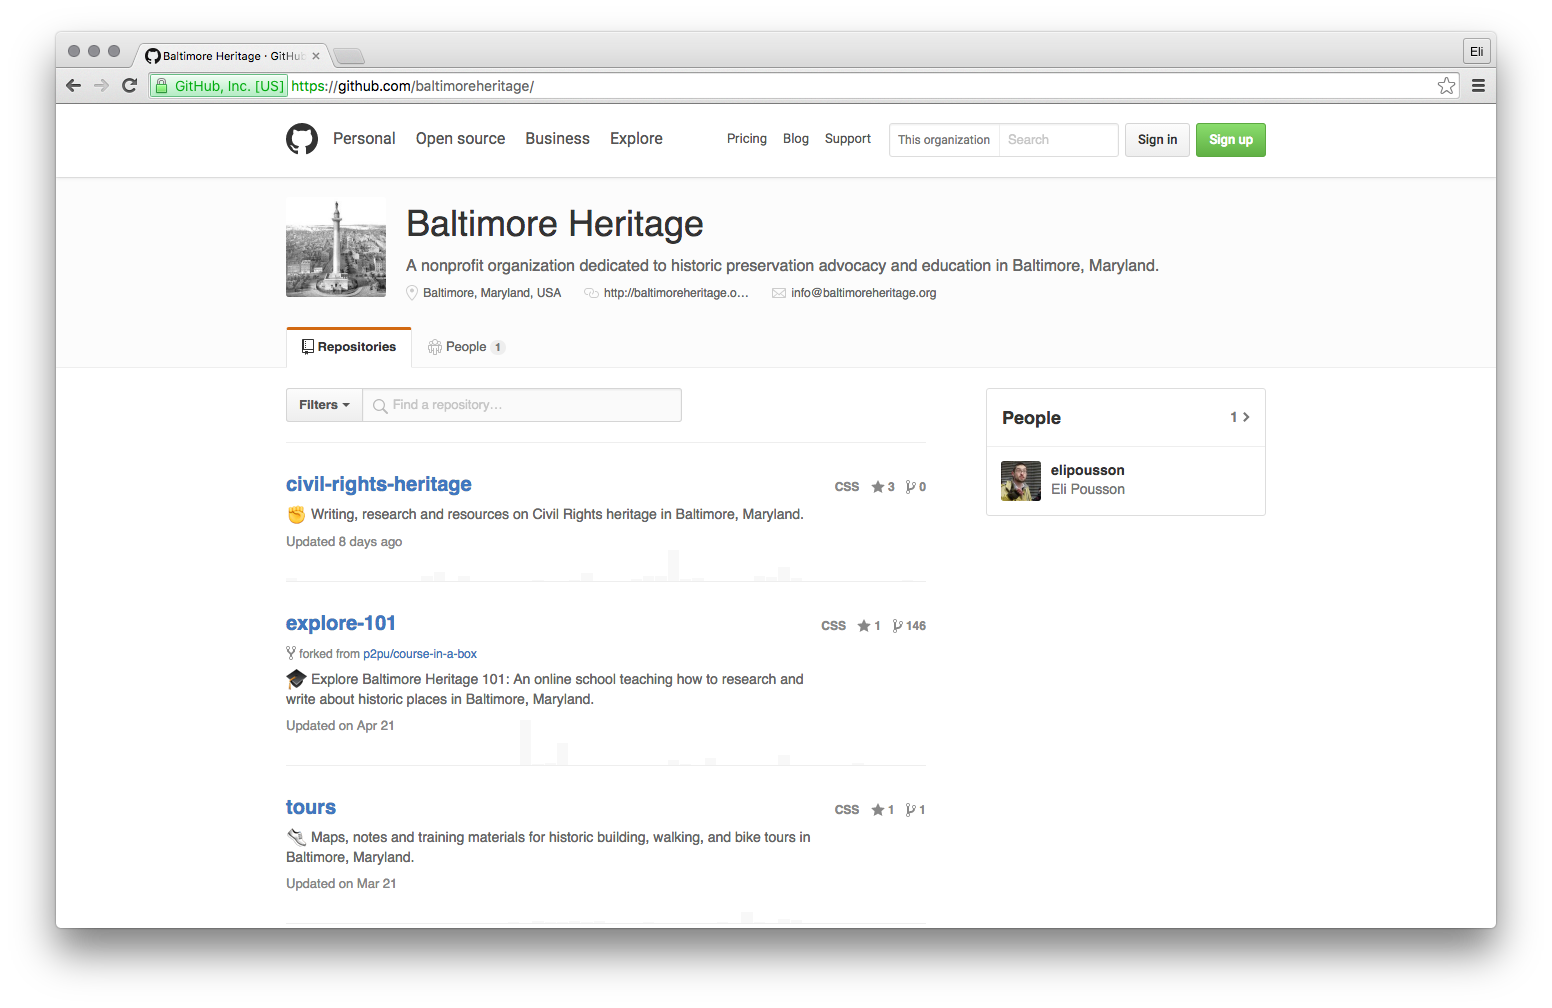 Baltimore Heritage · GitHub
Eli
GitHub, Inc. [US] https://github.com/baltimoreheritage/
Personal Open source Business Explore Pricing Blog Support This organization Search Sign in Sign up
Baltimore Heritage
A nonprofit organization dedicated to historic preservation advocacy and education in Baltimore, Maryland.
Baltimore, Maryland, USA http://baltimoreheritage.o... info@baltimoreheritage.org
Repositories People 1
Filters Find a repository...
People 1
elipousson
Eli Pousson
civil-rights-heritage CSS 3 0
✊ Writing, research and resources on Civil Rights heritage in Baltimore, Maryland.
Updated 8 days ago
explore-101 CSS 1 146
forked from p2pu/course-in-a-box
🎓 Explore Baltimore Heritage 101: An online school teaching how to research and
write about historic places in Baltimore, Maryland.
Updated on Apr 21
tours CSS 1 1
👟 Maps, notes and training materials for historic building, walking, and bike tours in
Baltimore, Maryland.
Updated on Mar 21